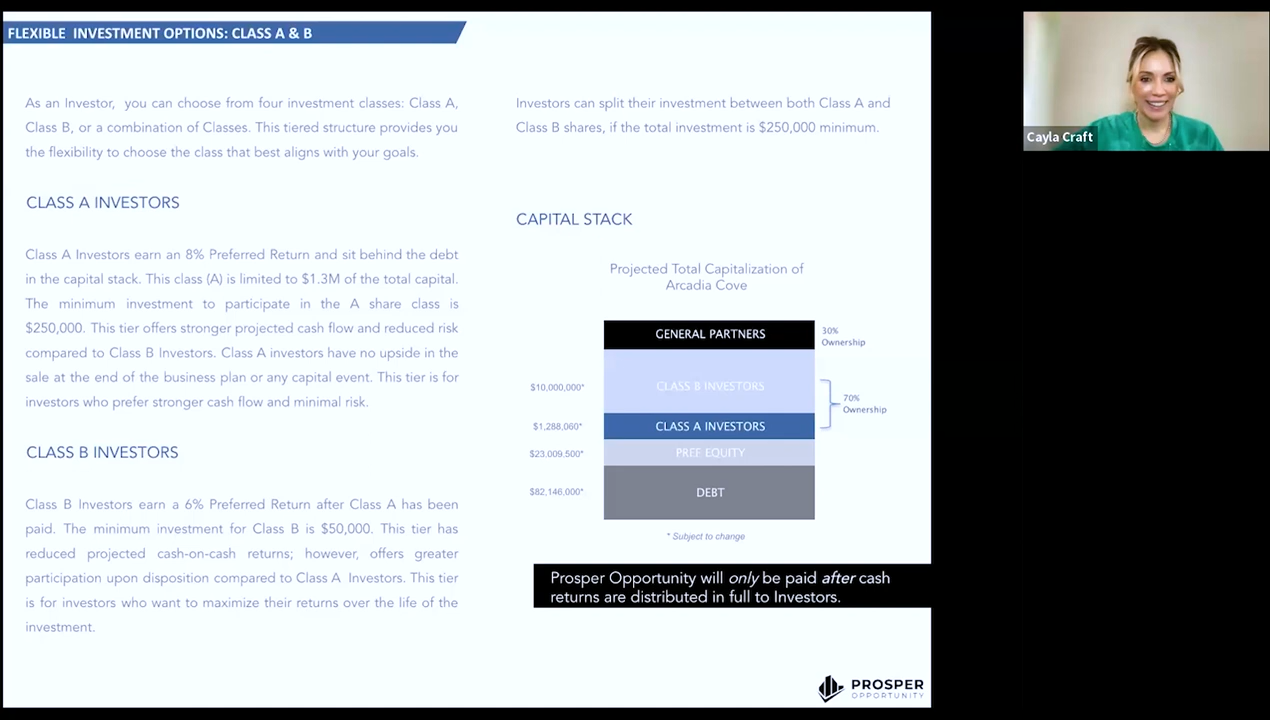 FLEXIBLE INVESTMENT OPTIONS: CLASS A & B
As an Investor, you can choose from four investment classes: Class A,
Class B, or a combination of Classes. This tiered structure provides you
the flexibility to choose the class that best aligns with your goals.
CLASS A INVESTORS
Class A Investors earn an 8% Preferred Return and sit behind the debt
in the capital stack. This class (A) is limited to $1.3M of the total capital.
The minimum investment to participate in the A share class is
$250,000. This tier offers stronger projected cash flow and reduced risk
compared to Class B Investors. Class A investors have no upside in the
sale at the end of the business plan or any capital event. This tier is for
investors who prefer stronger cash flow and minimal risk.
CLASS B INVESTORS
Class B Investors earn a 6% Preferred Return after Class A has been
paid. The minimum investment for Class B is $50,000. This tier has
reduced projected cash-on-cash returns; however, offers greater
participation upon disposition compared to Class A Investors. This tier
is for investors who want to maximize their returns over the life of the
investment.
Investors can split their investment between both Class A and
Class B shares, if the total investment is $250,000 minimum.
CAPITAL STACK
Projected Total Capitalization of
Arcadia Cove
GENERAL PARTNERS
30%
Ownership
$10,000,000*
CLASS B INVESTORS
70%
Ownership
$1,288,060*
CLASS A INVESTORS
$23,009,500*
PREF EQUITY
$82,146,000*
DEBT
* Subject to change
Prosper Opportunity will only be paid after cash
returns are distributed in full to Investors.
PROSPER
OPPORTUNITY
Cayla Craft